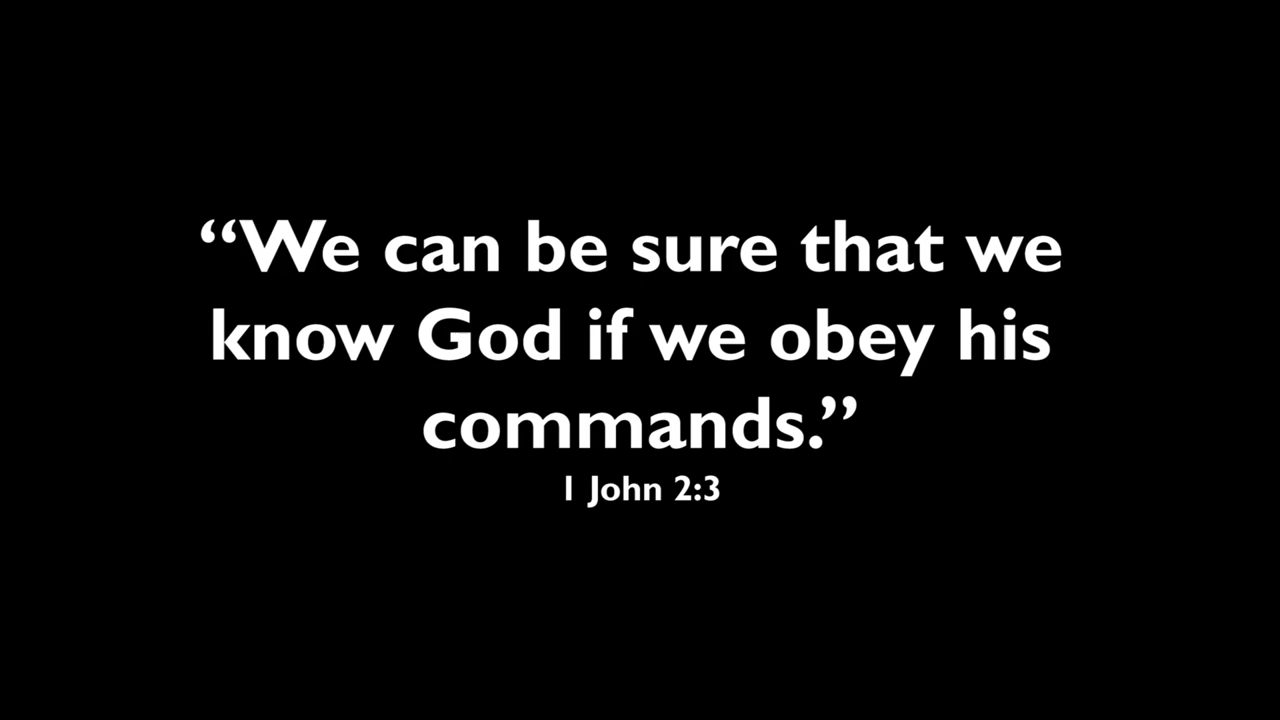 “We can be sure that we
know God if we obey his
commands.”
1 John 2:3